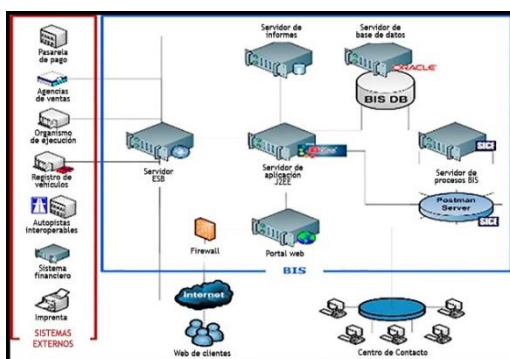 Pasarela
de pago
Agencias
de ventas
Organismo
de ejecución
Registro de
vehículos
Autopistas
interoperables
Sistema
financiero
Imprenta
SISTEMAS
EXTERNOS
Servidor
ESB
Servidor
de informes
Servidor de
base de datos
ORACLE
BIS DB
Servidor de
aplicación
J2EE
SICE
Servidor de
procesos BIS
Postman
Server
SICE
Firewall
Portal web
BIS
Internet
Web de clientes
Centro de Contacto